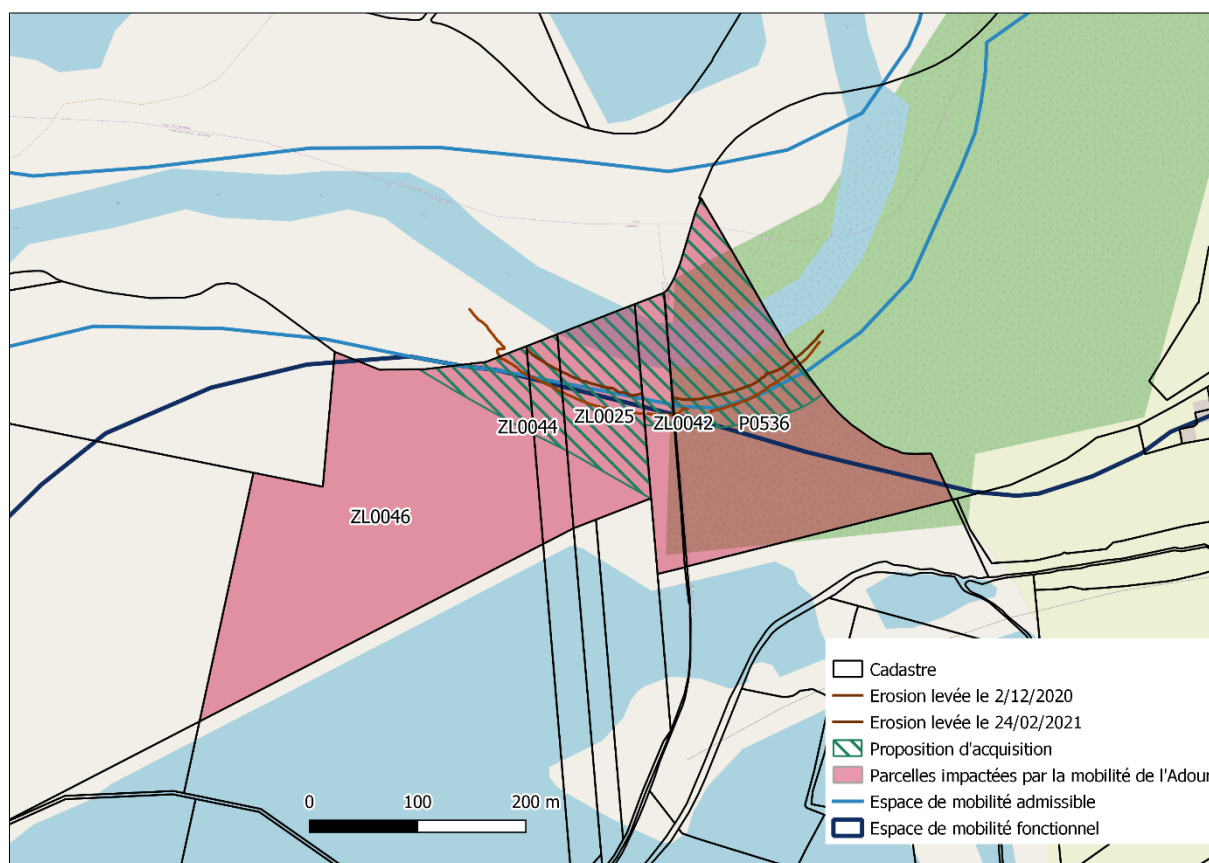 ZL0044
ZL0025
ZL0042
P0536
ZL0046
0 100 200 m
Cadastre
Erosion levée le 2/12/2020
Erosion levée le 24/02/2021
Proposition d'acquisition
Parcelles impactées par la mobilité de l'Adour
Espace de mobilité admissible
Espace de mobilité fonctionnel